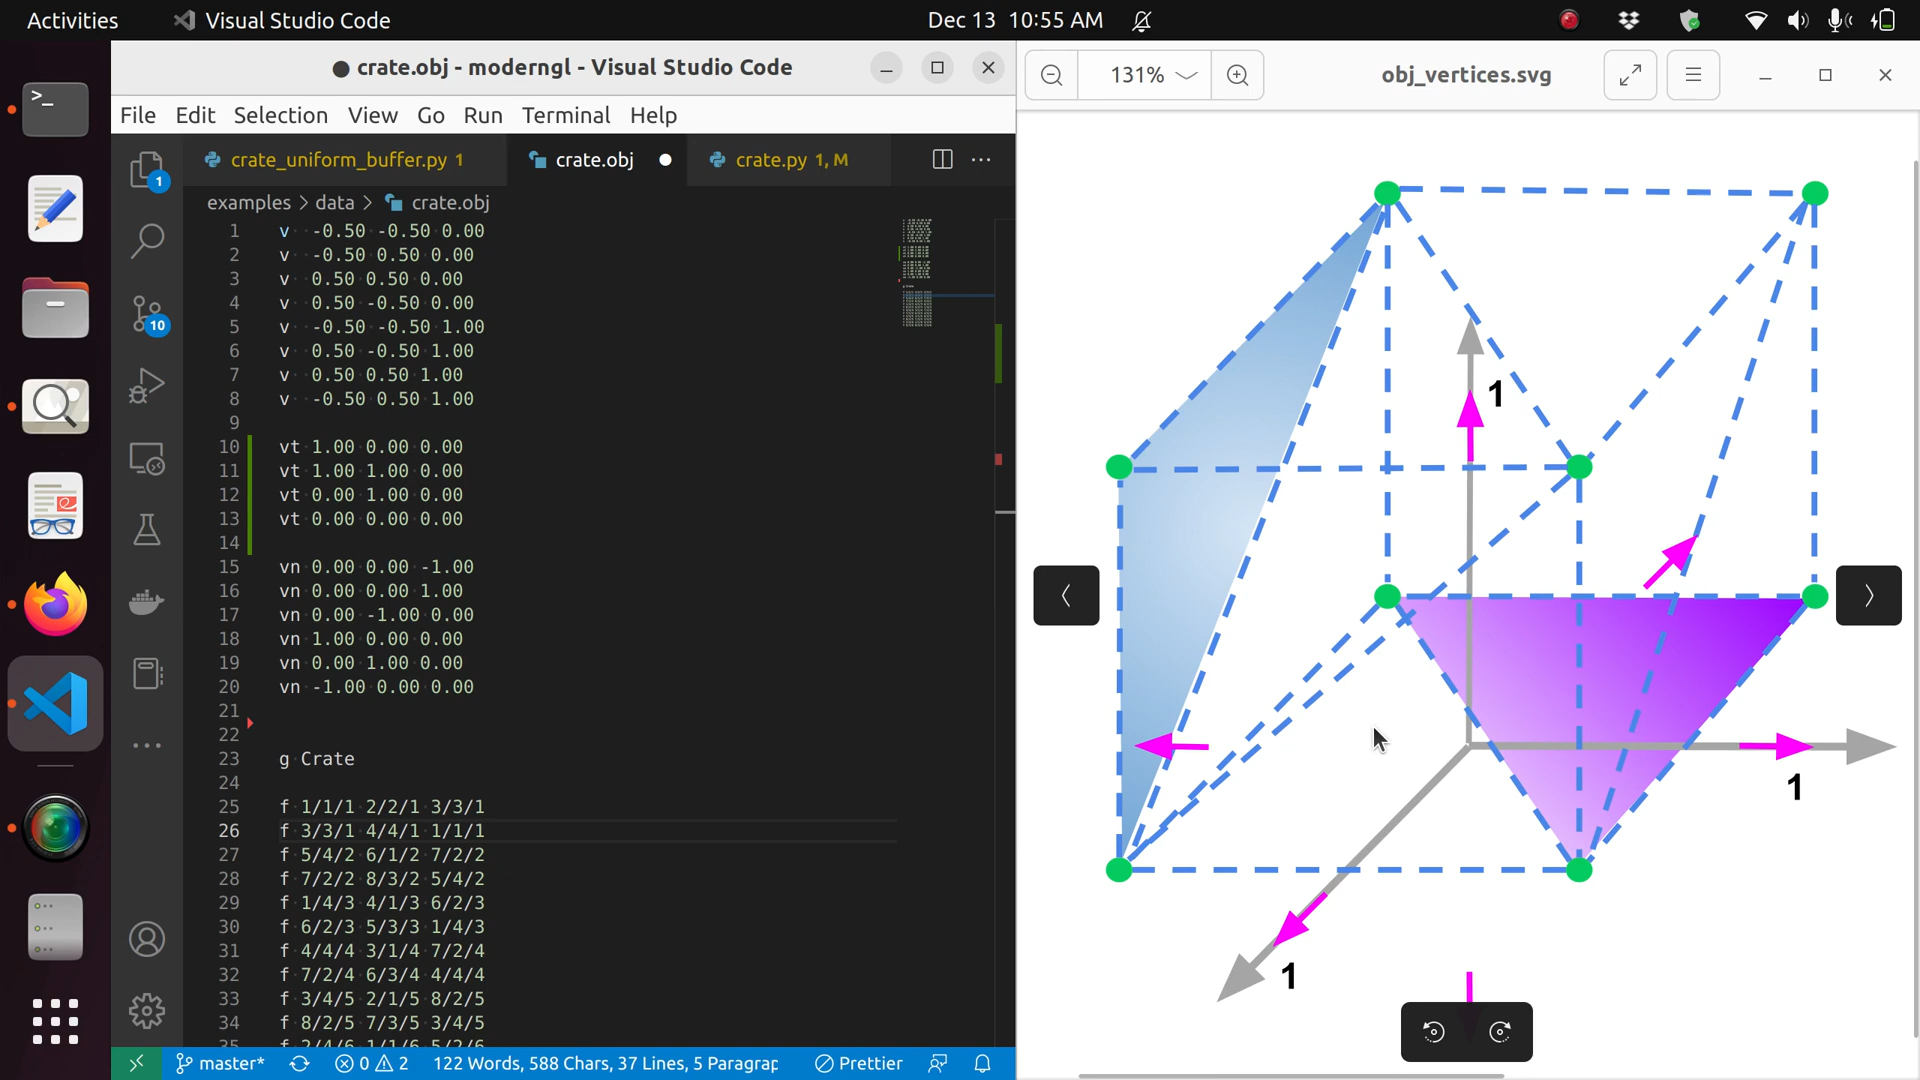 Activities
Visual Studio Code
Dec 13 10:55 AM
● crate.obj - moderngl - Visual Studio Code
File Edit Selection View Go Run Terminal Help
crate_uniform_buffer.py 1
crate.obj
crate.py 1, M
examples > data > crate.obj
1 v -0.50 -0.50 0.00
2 v -0.50 0.50 0.00
3 v 0.50 0.50 0.00
4 v 0.50 -0.50 0.00
5 v -0.50 -0.50 1.00
6 v 0.50 -0.50 1.00
7 v 0.50 0.50 1.00
8 v -0.50 0.50 1.00
9
10 vt 1.00 0.00 0.00
11 vt 1.00 1.00 0.00
12 vt 0.00 1.00 0.00
13 vt 0.00 0.00 0.00
14
15 vn 0.00 0.00 -1.00
16 vn 0.00 0.00 1.00
17 vn 0.00 -1.00 0.00
18 vn 1.00 0.00 0.00
19 vn 0.00 1.00 0.00
20 vn -1.00 0.00 0.00
21
22
23 g Crate
24
25 f 1/1/1 2/2/1 3/3/1
26 f 3/3/1 4/4/1 1/1/1
27 f 5/4/2 6/1/2 7/2/2
28 f 7/2/2 8/3/2 5/4/2
29 f 1/4/3 4/1/3 6/2/3
30 f 6/2/3 5/3/3 1/4/3
31 f 4/4/4 3/1/4 7/2/4
32 f 7/2/4 6/3/4 4/4/4
33 f 3/4/5 2/1/5 8/2/5
34 f 8/2/5 7/3/5 3/4/5
35 f 2/4/6 1/1/6 5/2/6
1
10
master*
0
2
122 Words, 588 Chars, 37 Lines, 5 Paragrap
Prettier
131%
obj_vertices.svg
1
1
1